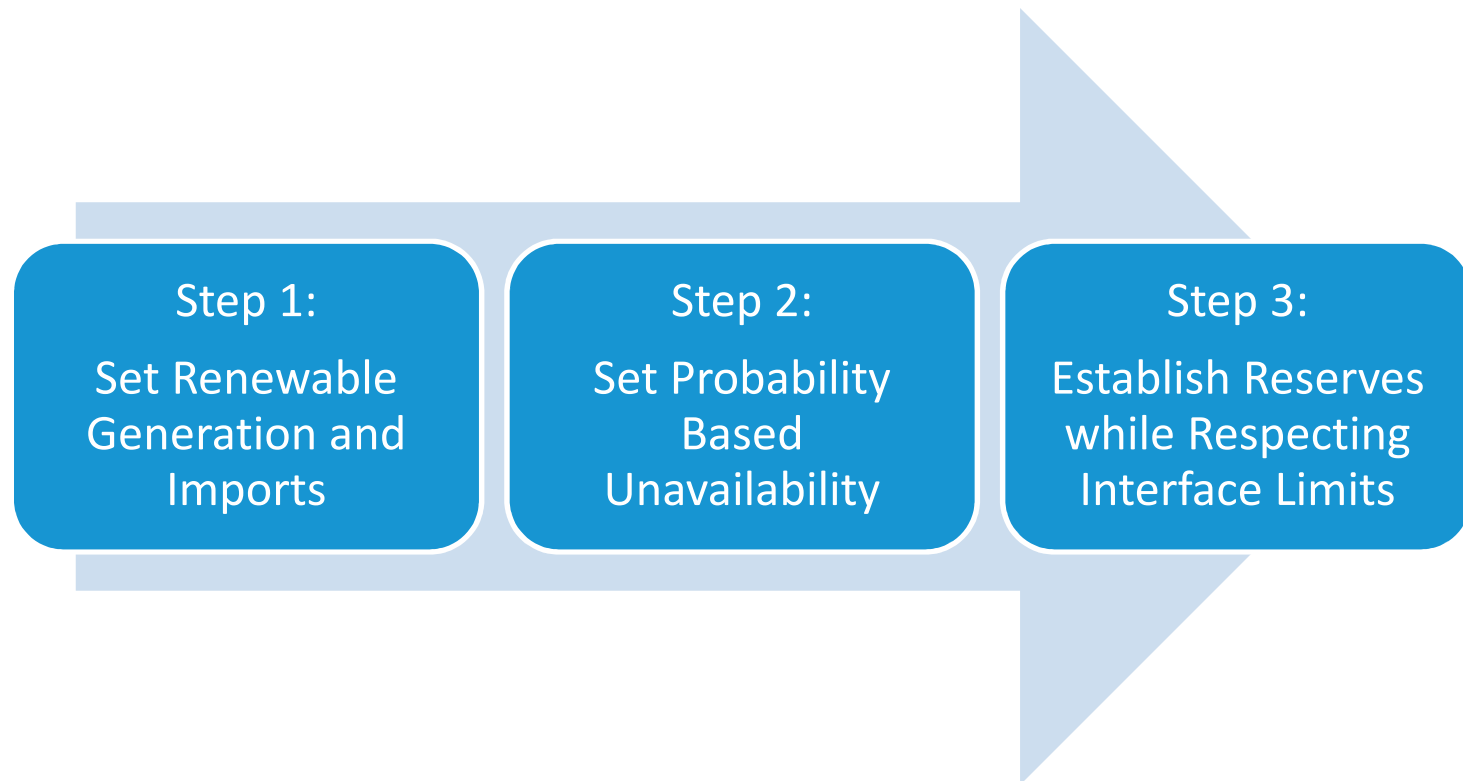 Step 1:
Set Renewable
Generation and
Imports
Step 2:
Set Probability
Based
Unavailability
Step 3:
Establish Reserves
while Respecting
Interface Limits